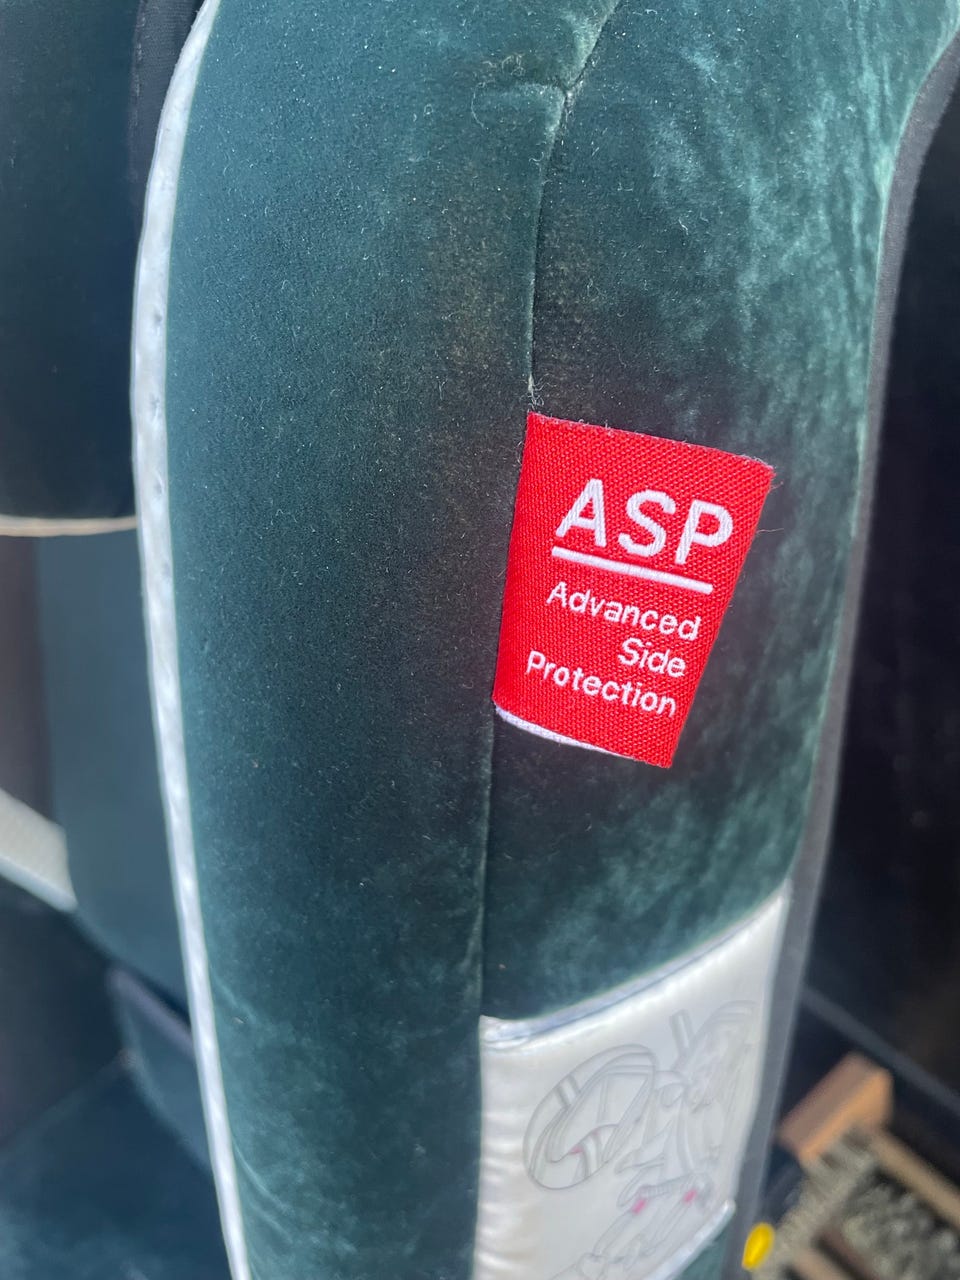 ASP
Advanced
Side
Protection